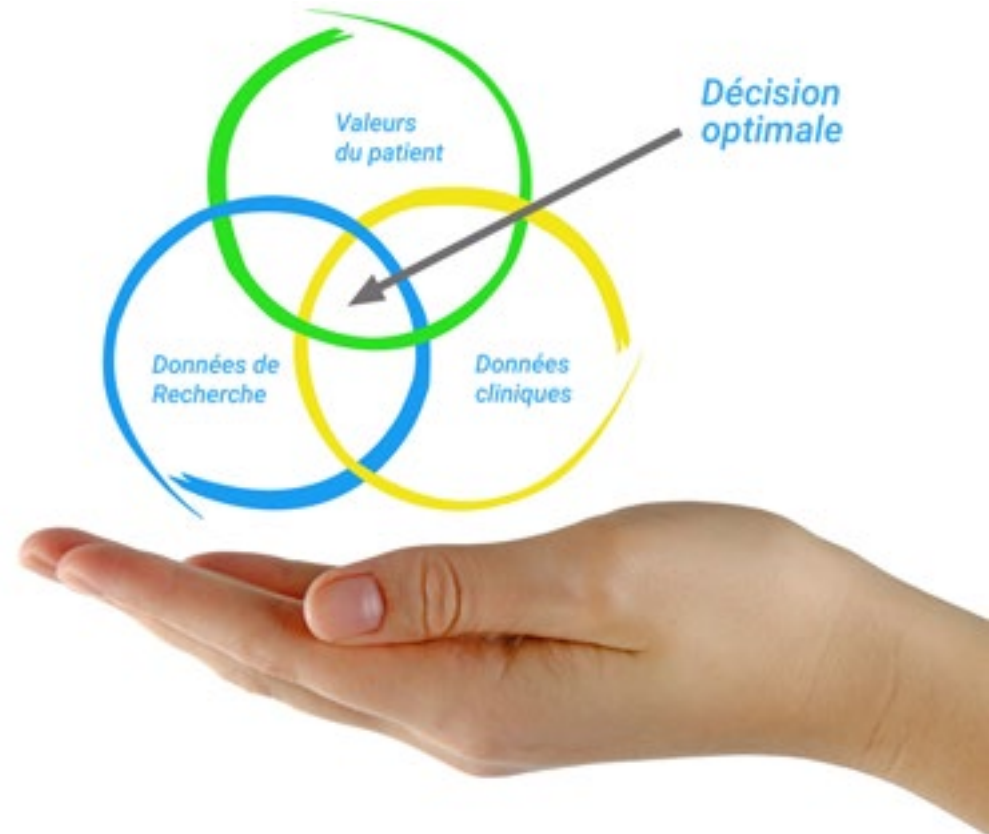 Valeurs
du patient
Décision
optimale
Données de
Recherche
Données
cliniques